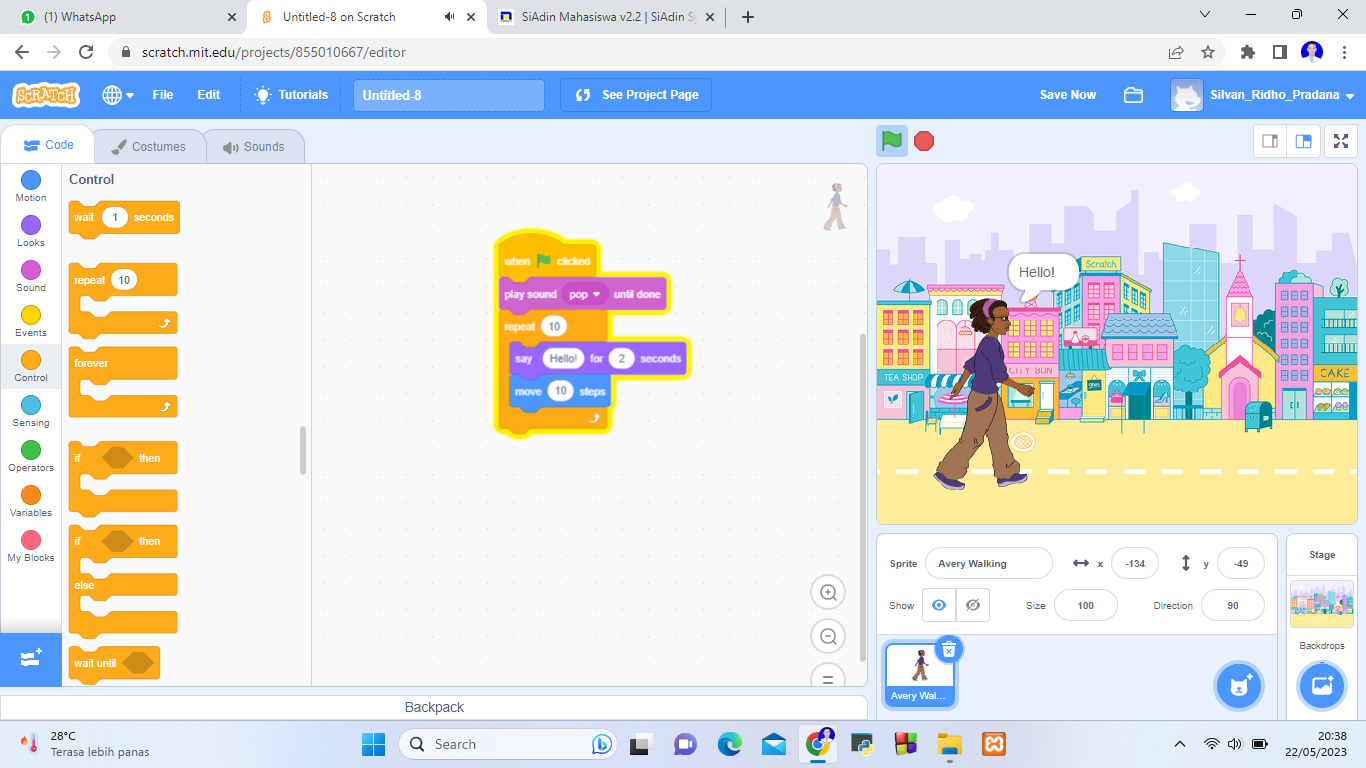 (1) WhatsApp
Untitled-8 on Scratch
SiAdin Mahasiswa v2.2 | SiAdin Sy
scratch.mit.edu/projects/855010667/editor
SCRATCH
File
Edit
Tutorials
Untitled-8
See Project Page
Save Now
Silvan_Ridho_Pradana
Code
Costumes
Sounds
Motion
Looks
Sound
Events
Control
Sensing
Operators
Variables
My Blocks
Control
wait 1 seconds
repeat 10
forever
if then
if then
else
wait until
when clicked
play sound pop until done
repeat 10
say Hello! for 2 seconds
move 10 steps
Hello!
Scratch
TEA SHOP
CITY BUN
CAKE
Sprite Avery Walking x -134 y -49
Show Size 100 Direction 90
Avery Wal...
Stage
Backdrops
Backpack
28°C
Terasa lebih panas
Search
20:38
22/05/2023